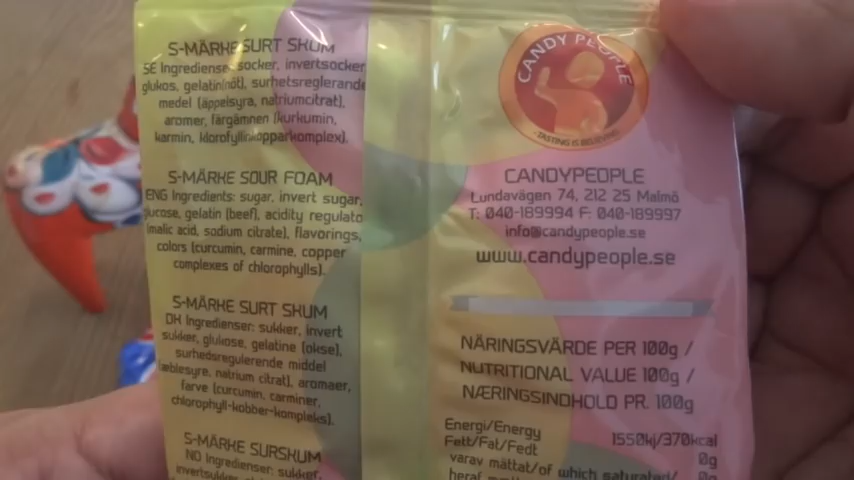 S-MÄRKE SURT SKUM
SE Ingredienser: socker, invertsocker
glukos, gelatin(nöt), surhetsreglerande
medel (äppelsyra, natriumcitrat),
aromer, färgämnen (kurkumin,
karmin, klorofyllinkopparkomplex).
S-MÄRKE SOUR FOAM
ENG Ingredients: sugar, invert sugar,
glucose, gelatin (beef), acidity regulato
(malic acid, sodium citrate), flavorings,
colors (curcumin, carmine, copper
complexes of chlorophylls).
S-MÄRKE SURT SKUM
DK Ingredienser: sukker, invert
sukker, glukose, gelatine (okse),
surhedsregulerende middel
(æblesyre, natrium citrat), aromaer,
farve (curcumin, carminer,
chlorophyll-kobber-kompleks).
S-MÄRKE SURSKUM
NO Ingredienser: sukker,
invertsukker,
CANDY PEOPLE
- TASTING IS BELIEVING -
CANDYPEOPLE
Lundavägen 74, 212 25 Malmö
T: 040-189994 F: 040-189997
info@candypeople.se
www.candypeople.se
NÄRINGSVÄRDE PER 100g /
NUTRITIONAL VALUE 100g /
NÆRINGSINDHOLD PR. 100g
Energi/Energy 1550kj/370kcal
Fett/Fat/Fedt 0g
varav mättat/of which saturated/ 0g